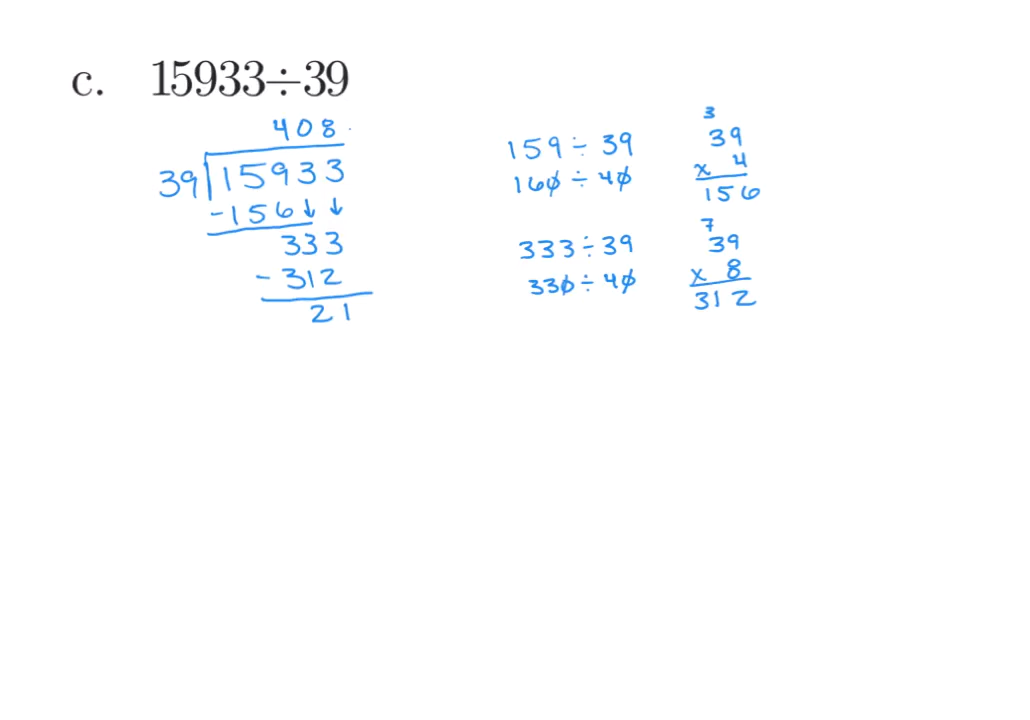 c. 15933÷39
408
39 15933
-156↓↓
333
-312
21
159 ÷ 39
160 ÷ 40
333 ÷ 39
330 ÷ 40
3
39
x 4
156
7
39
x 8
312